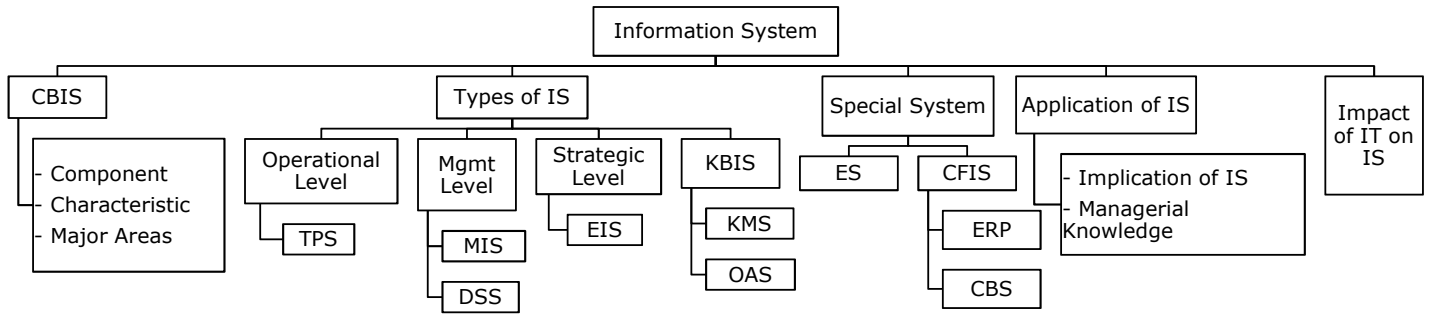 Information System
CBIS
Types of IS
Special System
Application of IS
Impact
of IT on
IS
- Component
- Characteristic
- Major Areas
Operational
Level
TPS
Mgmt
Level
MIS
DSS
Strategic
Level
EIS
KBIS
KMS
OAS
ES
CFIS
ERP
CBS
- Implication of IS
- Managerial
Knowledge